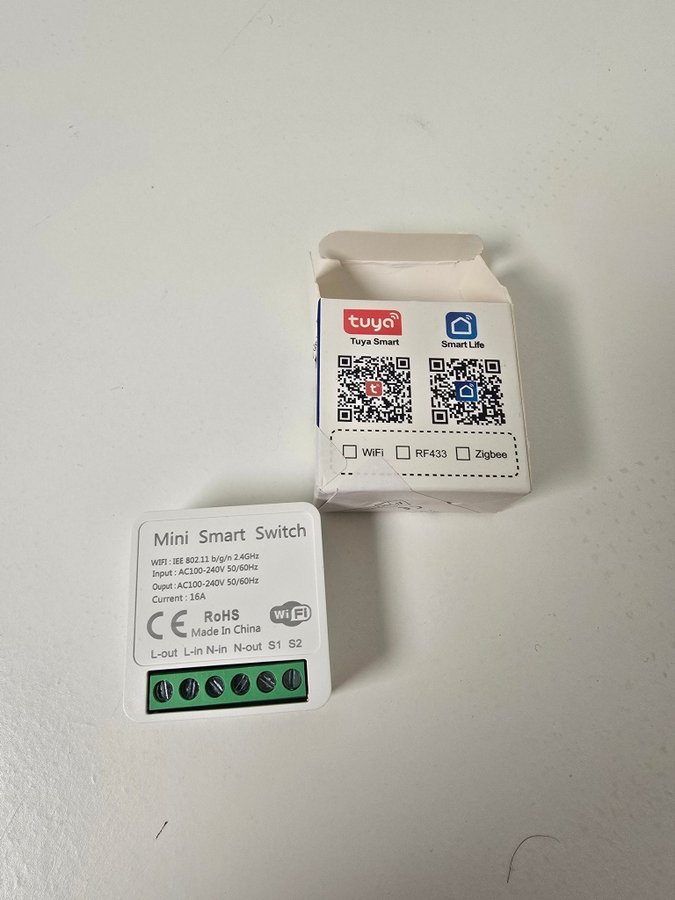 tuya
Tuya Smart Smart Life
WiFi RF433 Zigbee
Mini Smart Switch
WIFI : IEE 802.11 b/g/n 2.4GHz
Input : AC100-240V 50/60Hz
Ouput : AC100-240V 50/60Hz
Current : 16A
CE RoHS WiFi
Made In China
L-out L-in N-in N-out S1 S2